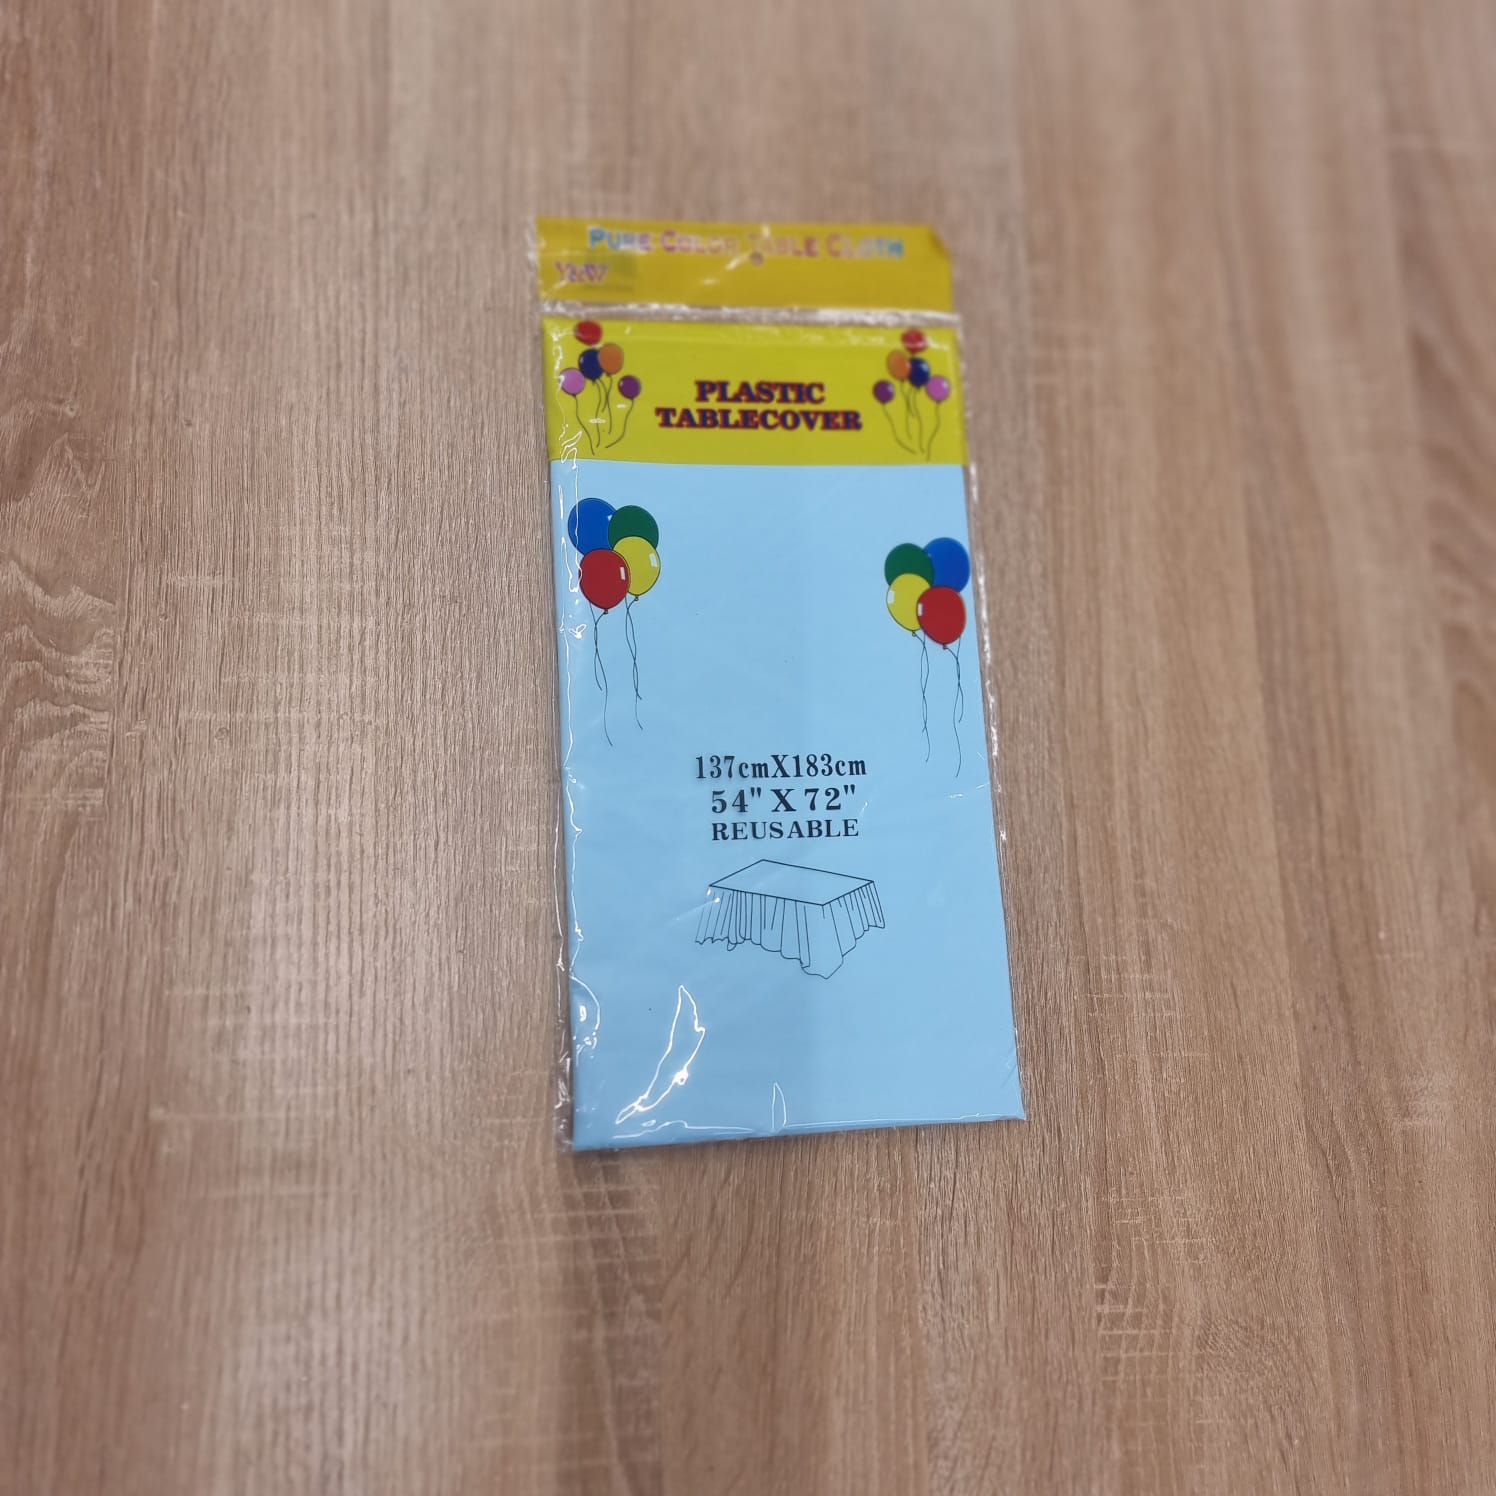 PURE COLOR TABLE CLOTH
PLASTIC
TABLECOVER
137cmX183cm
54" X 72"
REUSABLE